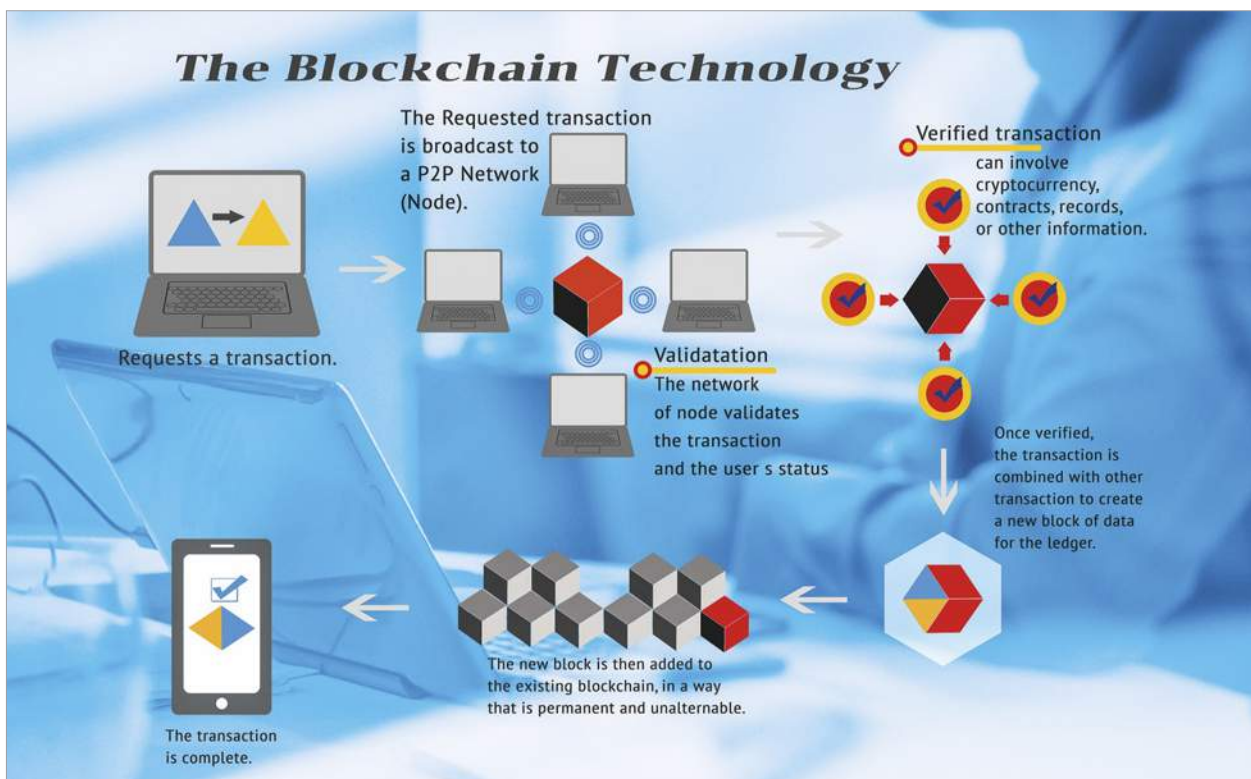 The Blockchain Technology
Requests a transaction.
The Requested transaction
is broadcast to
a P2P Network
(Node).
Validatation
The network
of node validates
the transaction
and the user s status
Verified transaction
can involve
cryptocurrency,
contracts, records,
or other information.
Once verified,
the transaction is
combined with other
transaction to create
a new block of data
for the ledger.
The new block is then added to
the existing blockchain, in a way
that is permanent and unalternable.
The transaction
is complete.